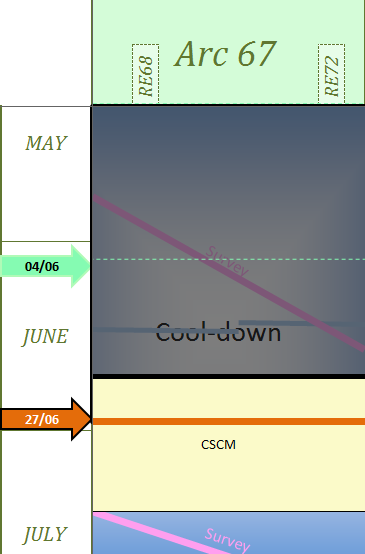 Arc 67
RE68
RE72
MAY
Survey
04/06
JUNE
Cool-down
27/06
CSCM
JULY
Survey